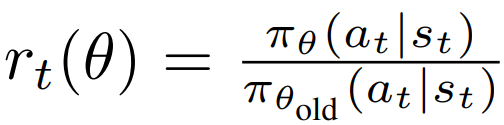 r_t(θ) = π_θ(a_t|s_t) / π_θ_old(a_t|s_t)